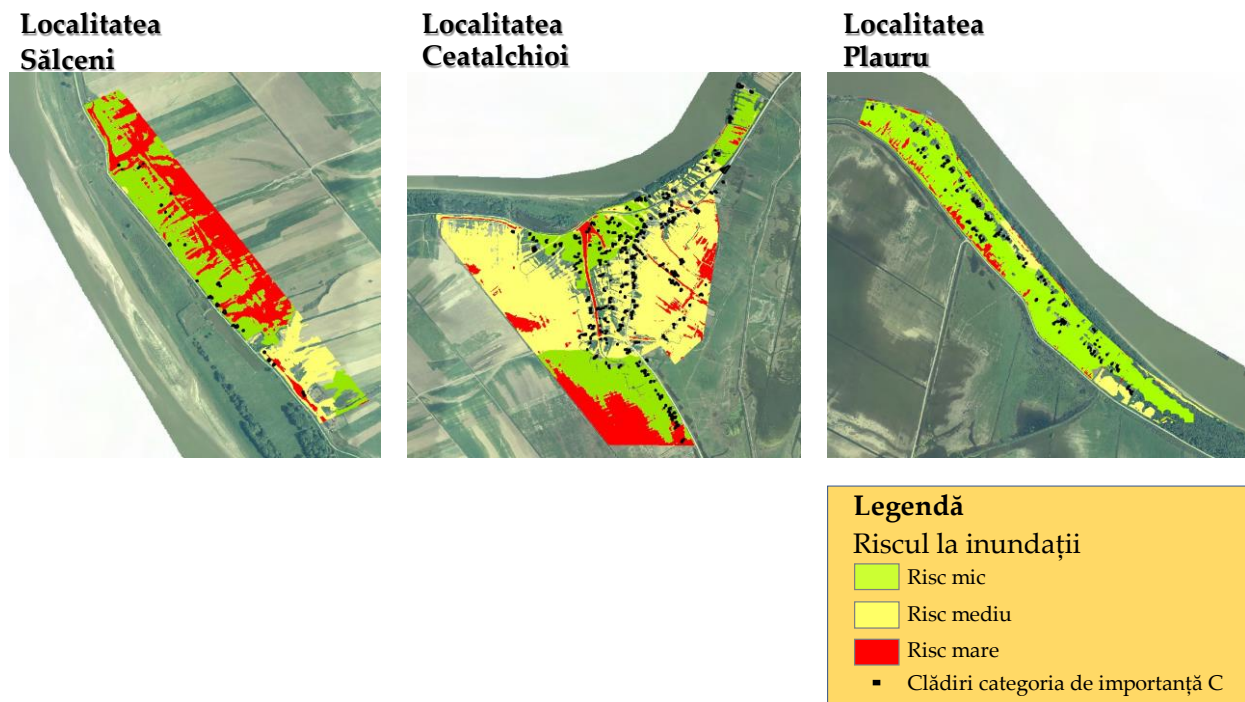 Localitatea
Sălceni
Localitatea
Ceatalchioi
Localitatea
Plauru
Legendă
Riscul la inundații
Risc mic
Risc mediu
Risc mare
Clădiri categoria de importanță C